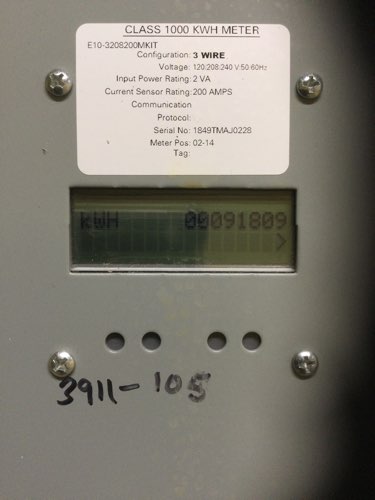 CLASS 1000 KWH METER
E10-3208200MKIT
Configuration: 3 WIRE
Voltage: 120:208:240 V:50:60Hz
Input Power Rating: 2 VA
Current Sensor Rating: 200 AMPS
Communication
Protocol:
Serial No: 1849TMAJ0228
Meter Pos: 02-14
Tag:
kWH 00091809
>
3911-105